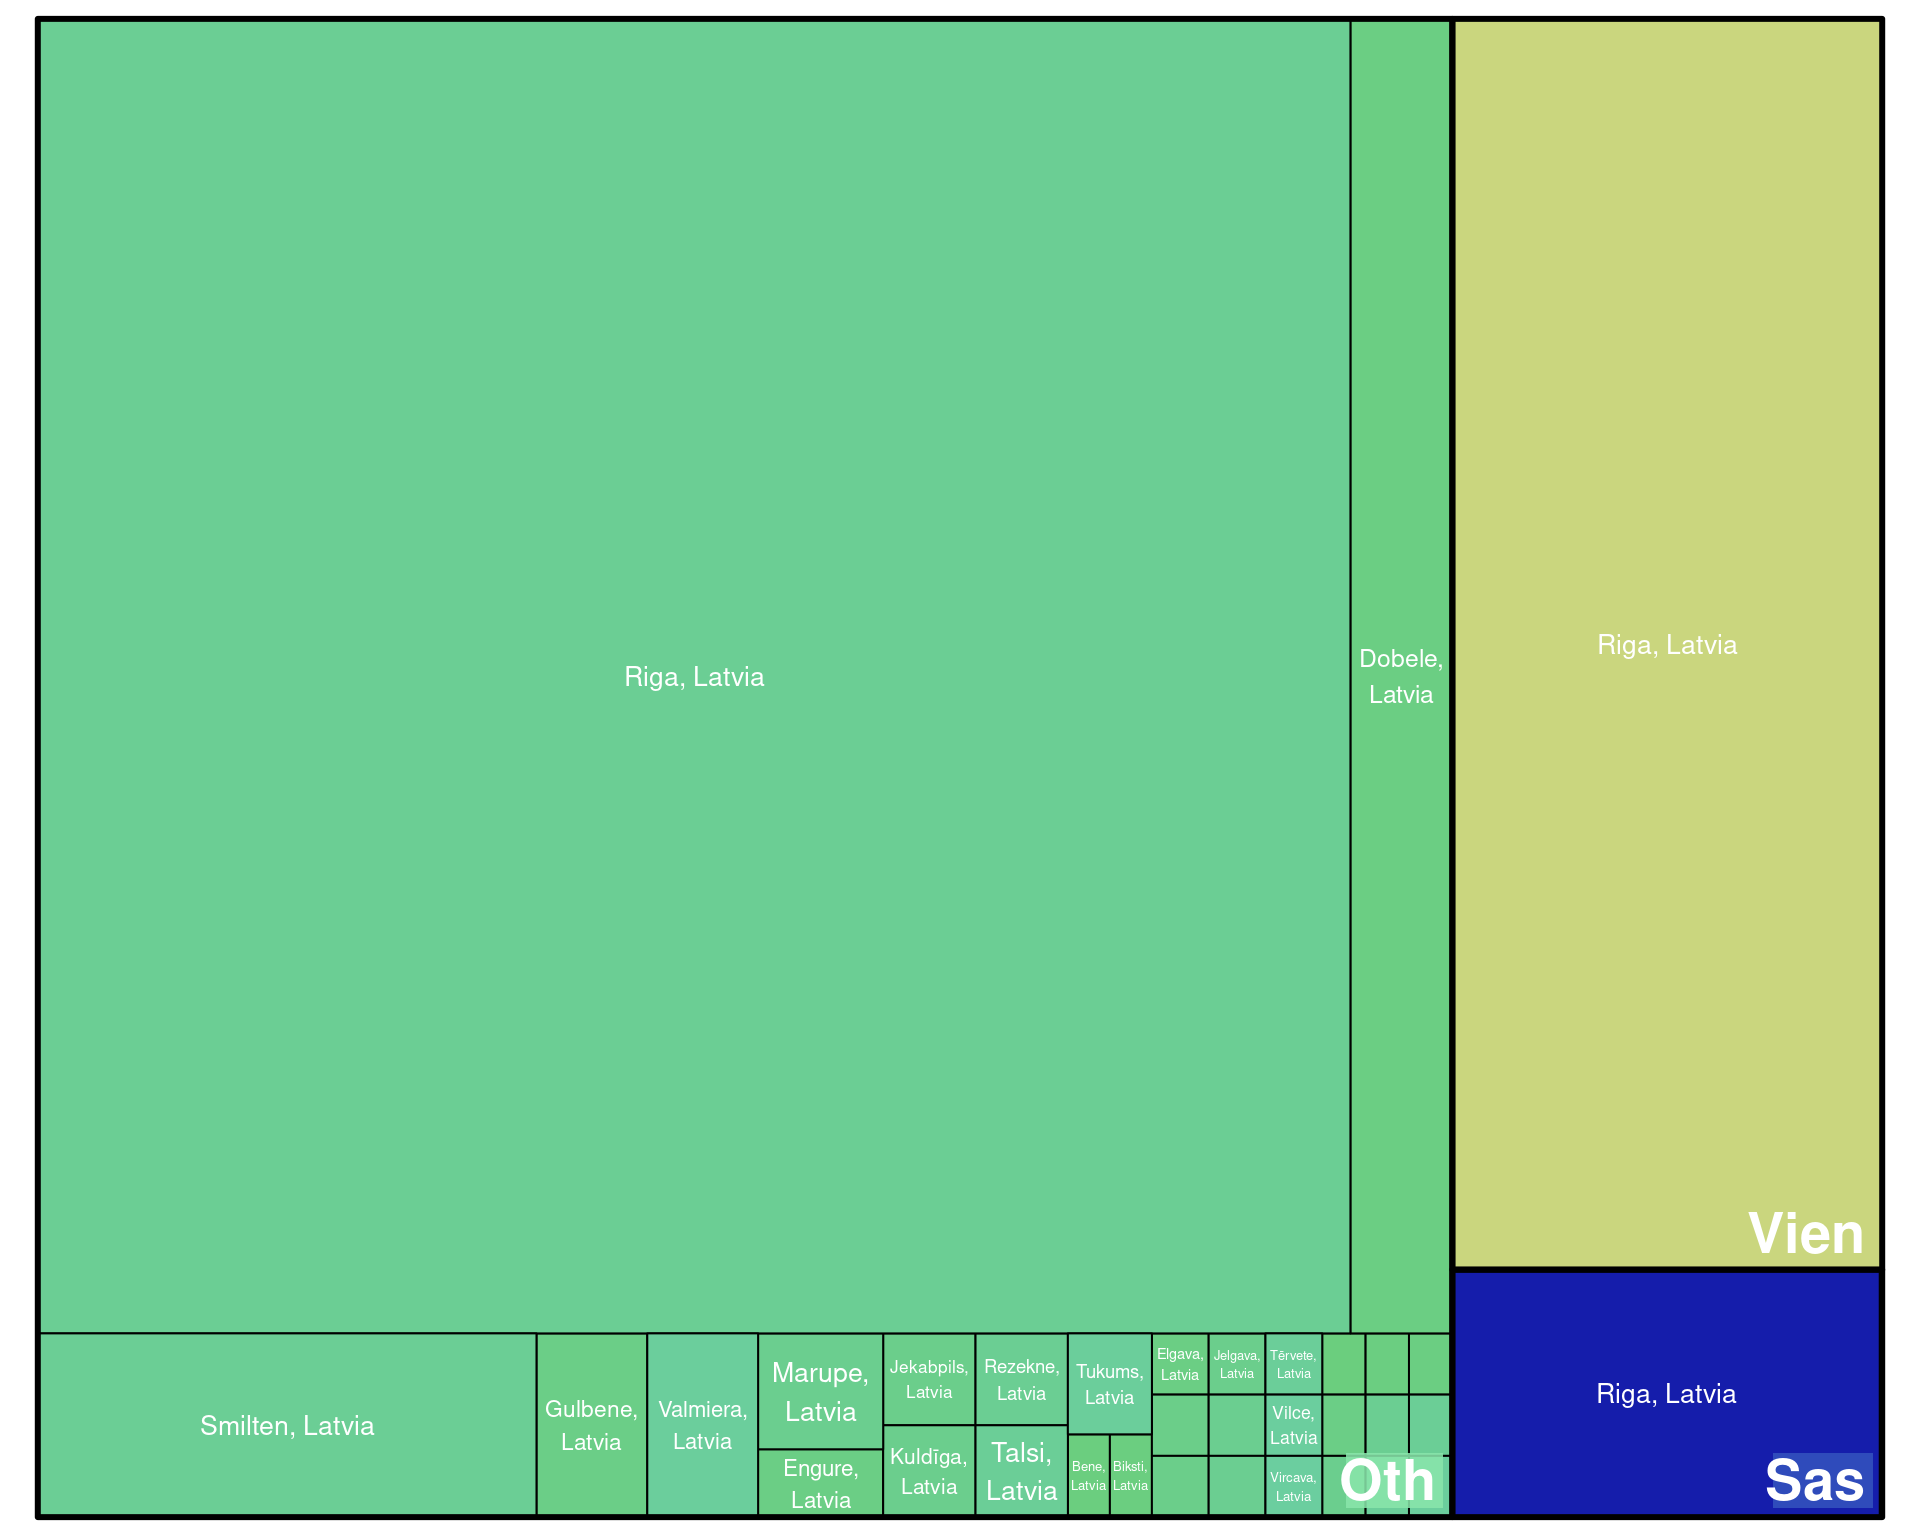 Riga, Latvia
Dobele,
Latvia
Riga, Latvia
Vien
Smilten, Latvia
Gulbene,
Latvia
Valmiera,
Latvia
Marupe,
Latvia
Engure,
Latvia
Jekabpils,
Latvia
Kuldīga,
Latvia
Rezekne,
Latvia
Talsi,
Latvia
Tukums,
Latvia
Bene,
Latvia
Biksti,
Latvia
Elgava,
Latvia
Jelgava,
Latvia
Tērvete,
Latvia
Vilce,
Latvia
Vircava,
Latvia
Oth
Riga, Latvia
Sas